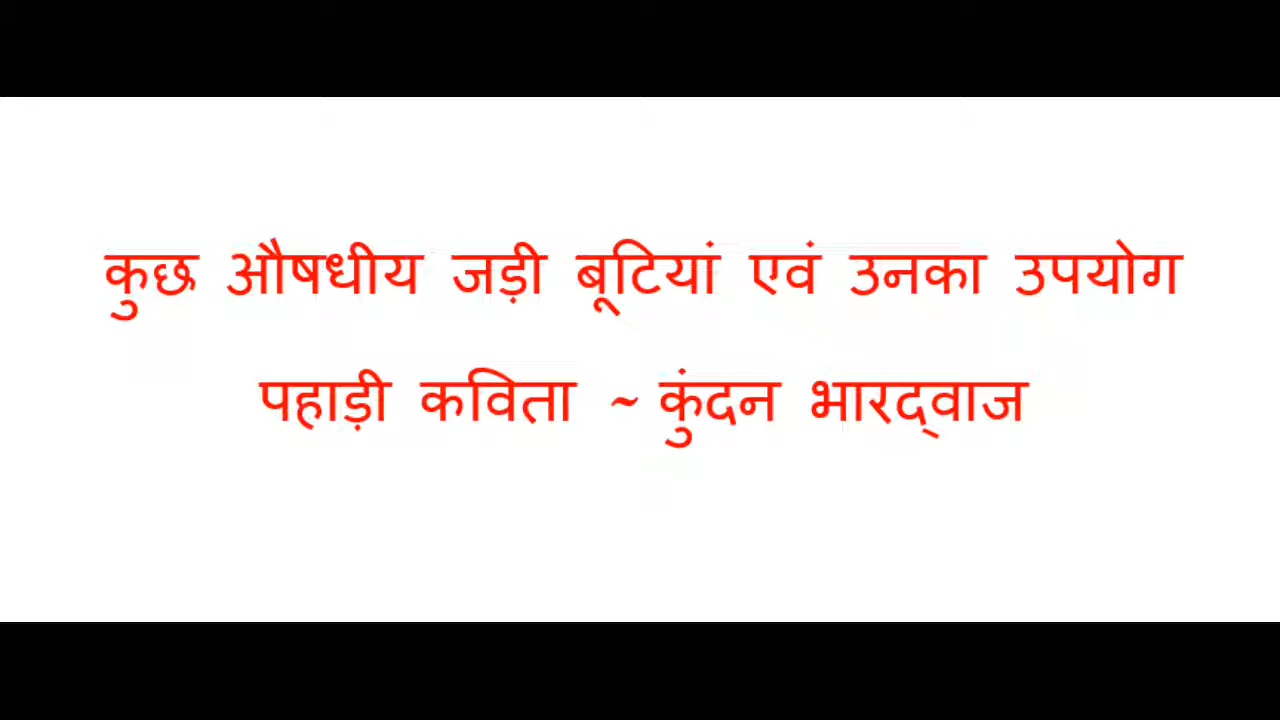 कुछ औषधीय जड़ी बूटियां एवं उनका उपयोग
पहाड़ी कविता ~ कुंदन भारद्वाज